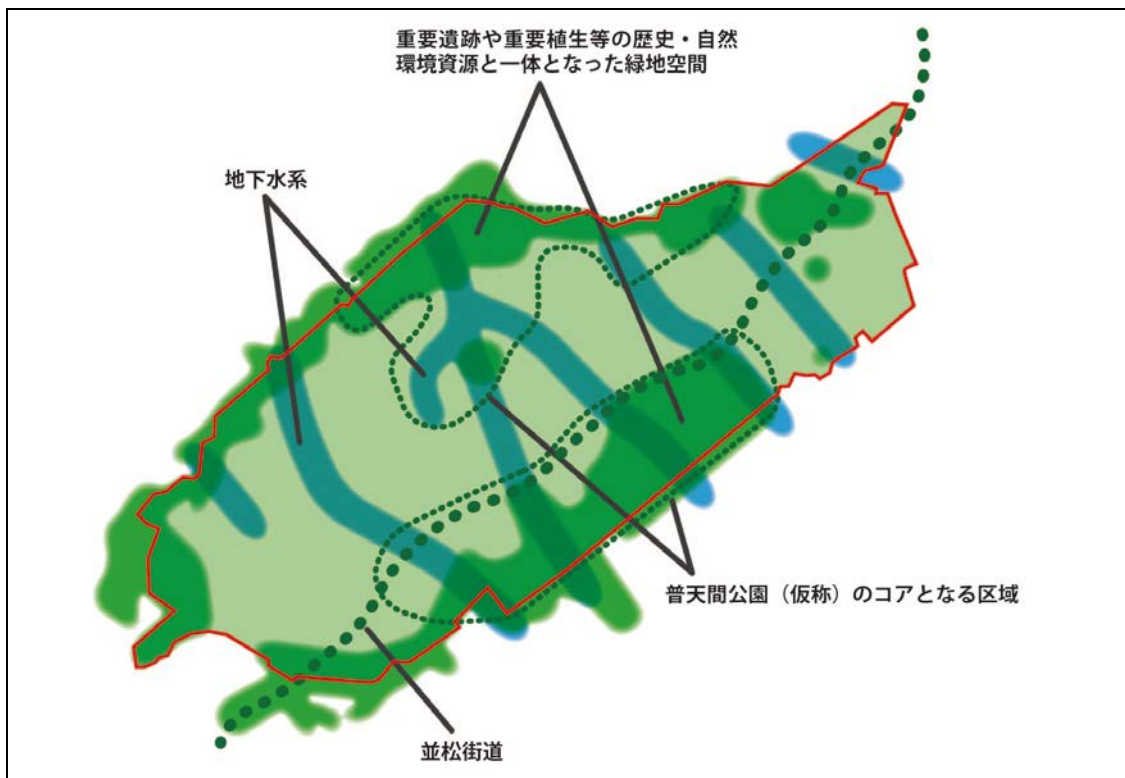 重要遺跡や重要植生等の歴史・自然
環境資源と一体となった緑地空間
地下水系
普天間公園（仮称）のコアとなる区域
並松街道